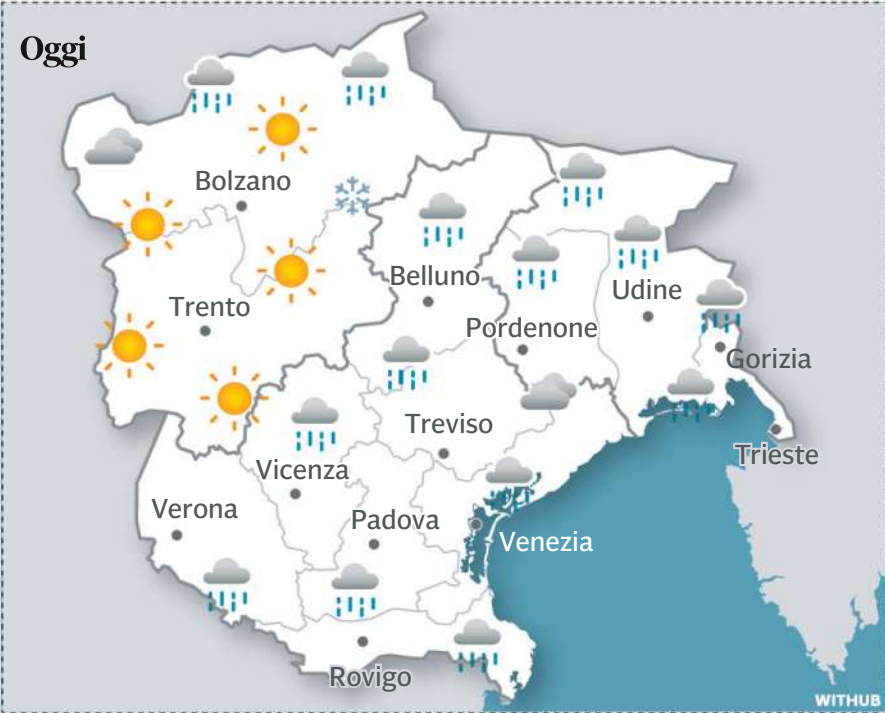 Oggi
Bolzano
Belluno
Udine
Trento
Pordenone
Gorizia
Treviso
Trieste
Vicenza
Verona
Padova
Venezia
Rovigo
WITHUB